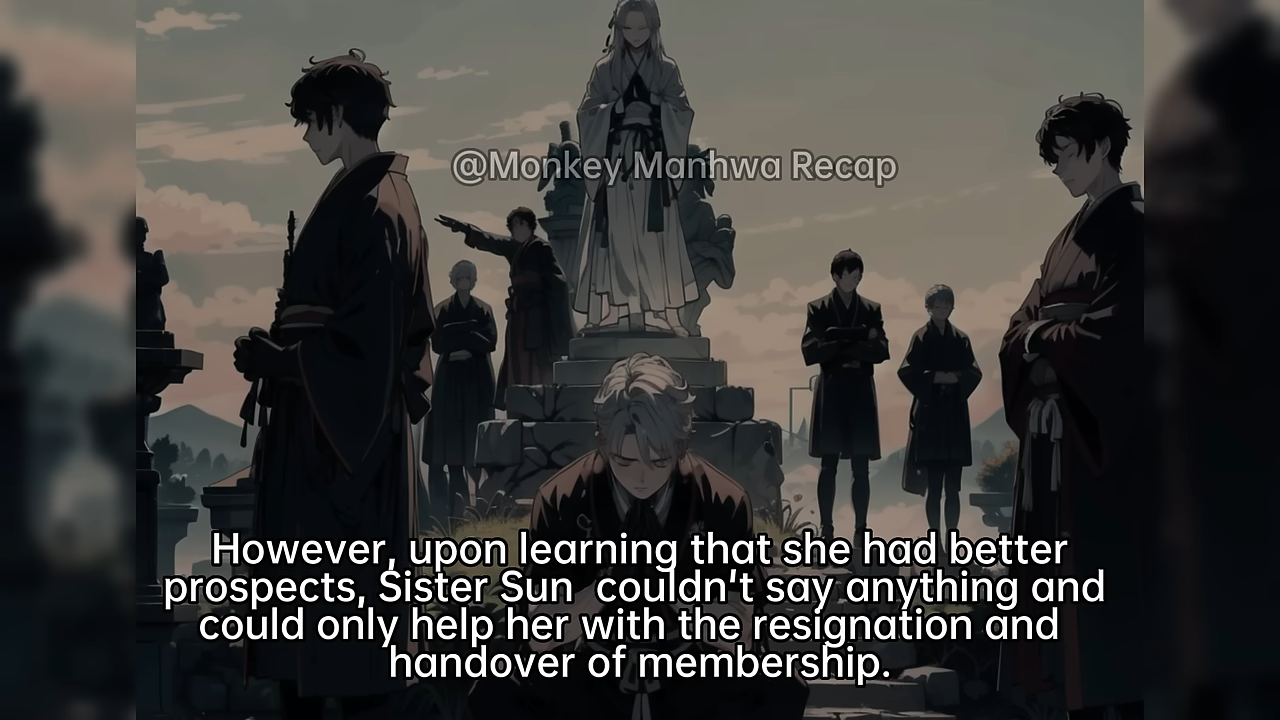 @Monkey Manhwa Recap
However, upon learning that she had better
prospects, Sister Sun  couldn't say anything and
could only help her with the resignation and
handover of membership.